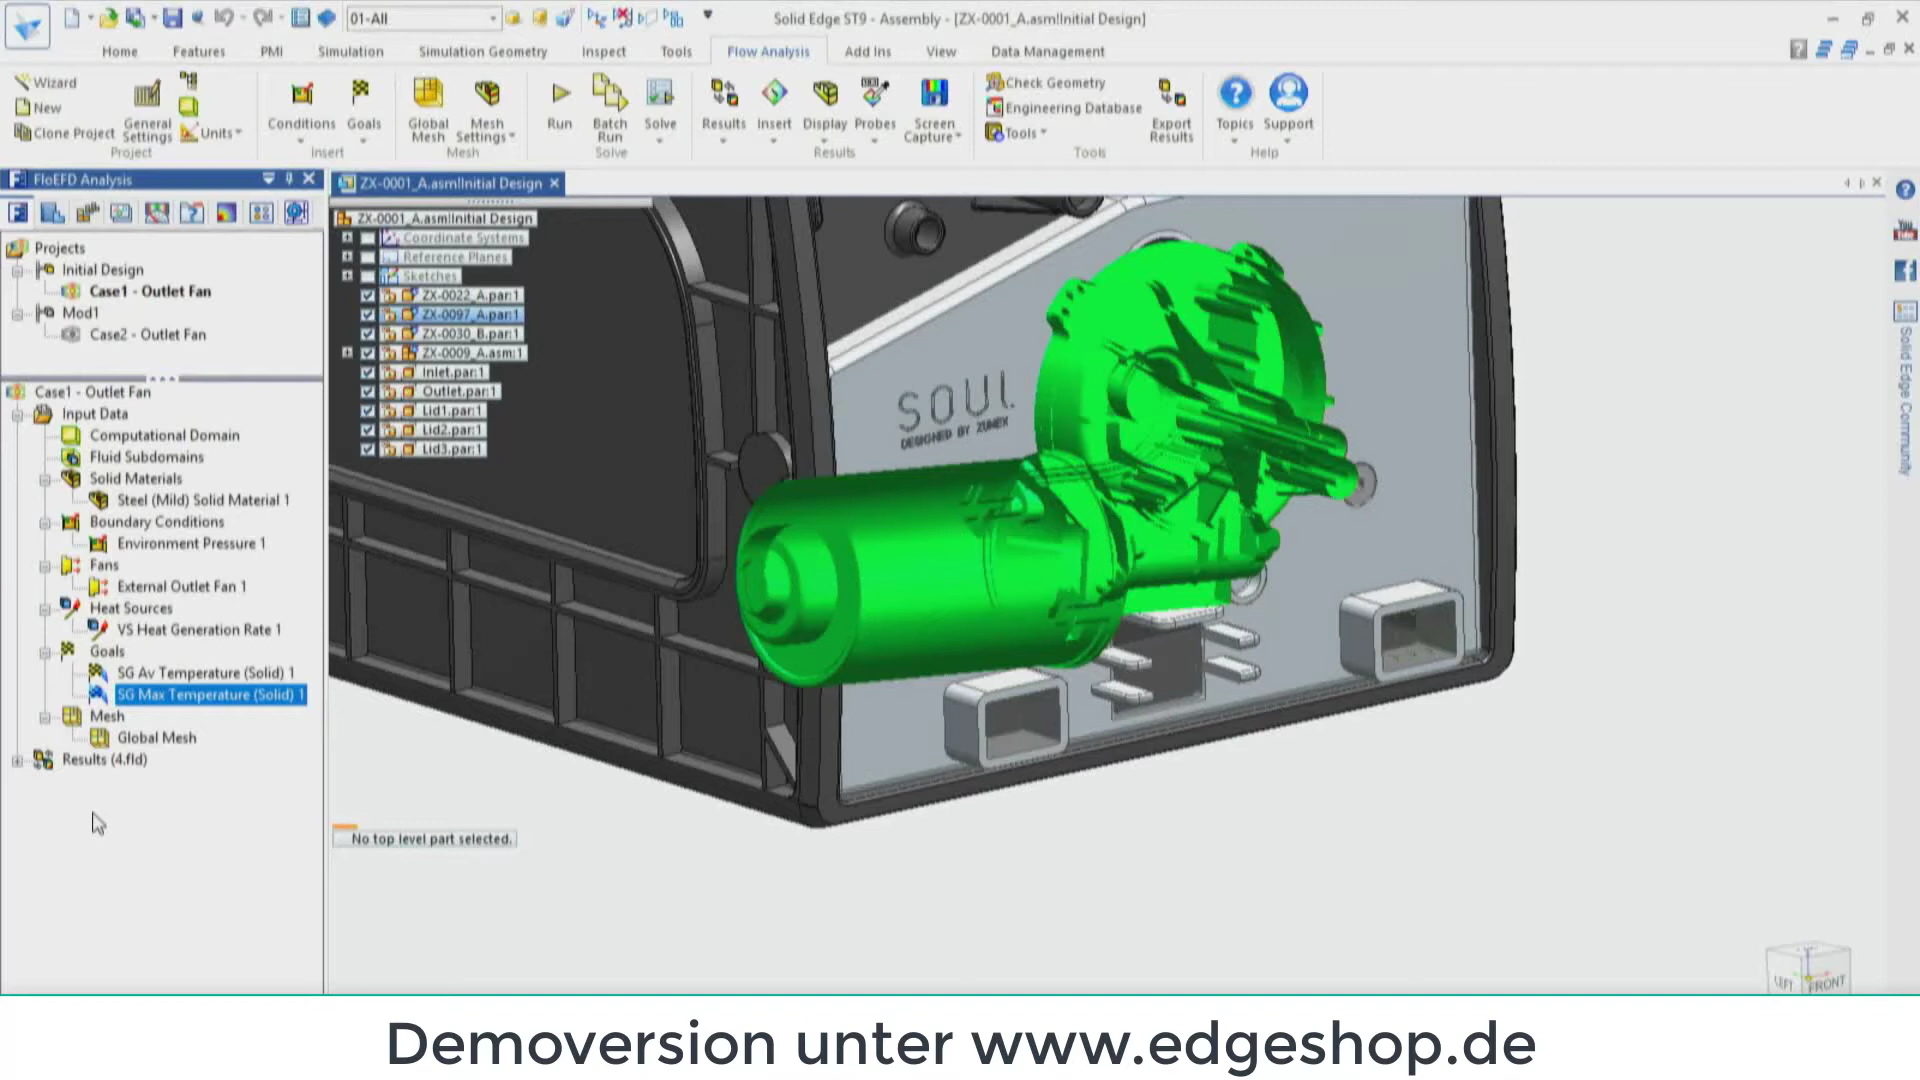 01-All
Solid Edge ST9 - Assembly - [ZX-0001_A.asm!Initial Design]
Home Features PMI Simulation Simulation Geometry Inspect Tools Flow Analysis Add Ins View Data Management
Wizard
New
Clone Project
General Settings
Units
Project
Conditions Goals
Insert
Global Mesh
Mesh Settings
Mesh
Run
Batch Run
Solve
Solve
Results Insert Display Probes Screen Capture
Results
Check Geometry
Engineering Database
Tools
Export Results
Tools
Topics Support
Help
FloEFD Analysis
ZX-0001_A.asm!Initial Design
Projects
Initial Design
Case1 - Outlet Fan
Mod1
Case2 - Outlet Fan
Case1 - Outlet Fan
Input Data
Computational Domain
Fluid Subdomains
Solid Materials
Steel (Mild) Solid Material 1
Boundary Conditions
Environment Pressure 1
Fans
External Outlet Fan 1
Heat Sources
VS Heat Generation Rate 1
Goals
SG Av Temperature (Solid) 1
SG Max Temperature (Solid) 1
Mesh
Global Mesh
Results (4.fld)
ZX-0001_A.asm!Initial Design
Coordinate Systems
Reference Planes
Sketches
ZX-0022_A.par:1
ZX-0097_A.par:1
ZX-0030_B.par:1
ZX-0009_A.asm:1
Inlet.par:1
Outlet.par:1
Lid1.par:1
Lid2.par:1
Lid3.par:1
SOUL
DESIGNED BY ZUMEX
No top level part selected.
Solid Edge Community
LEFT FRONT
Demoversion unter www.edgeshop.de